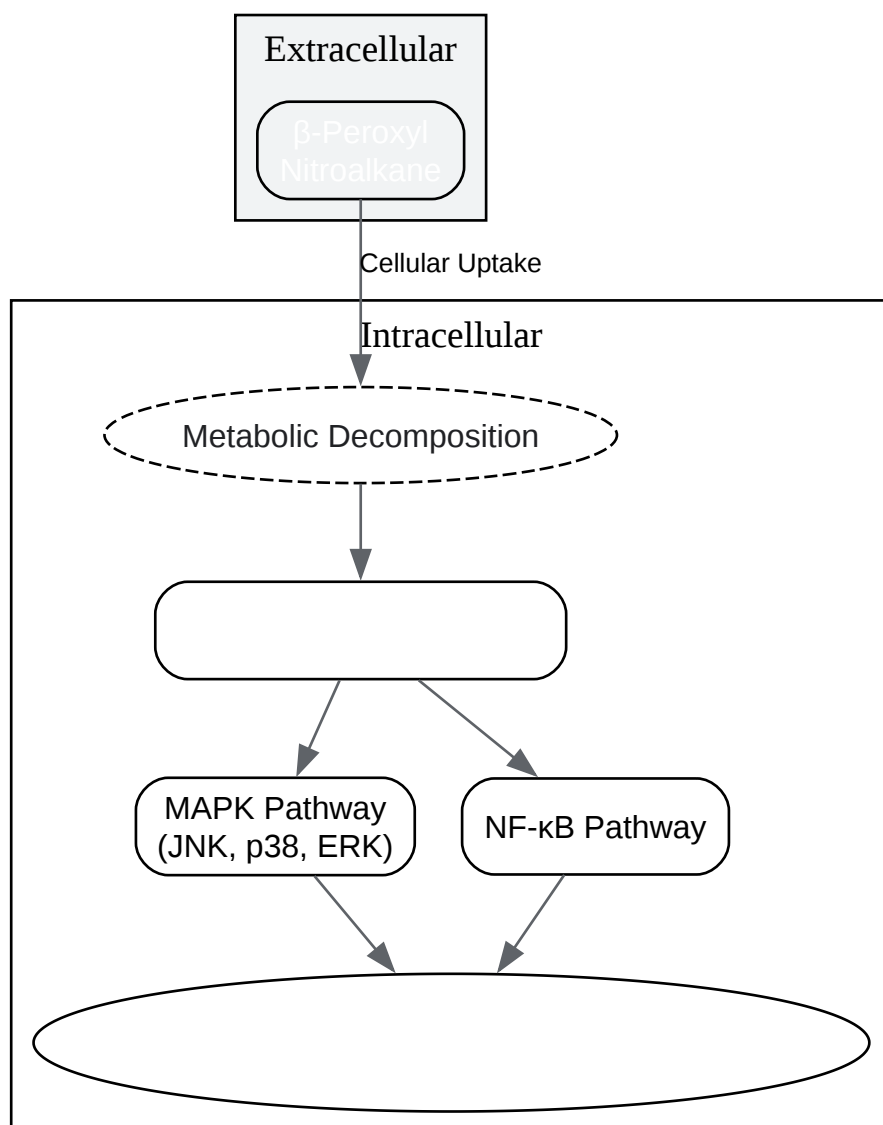 Extracellular
β-Peroxyl
Nitroalkane
Cellular Uptake
Intracellular
Metabolic Decomposition
MAPK Pathway
(JNK, p38, ERK)
NF-κB Pathway